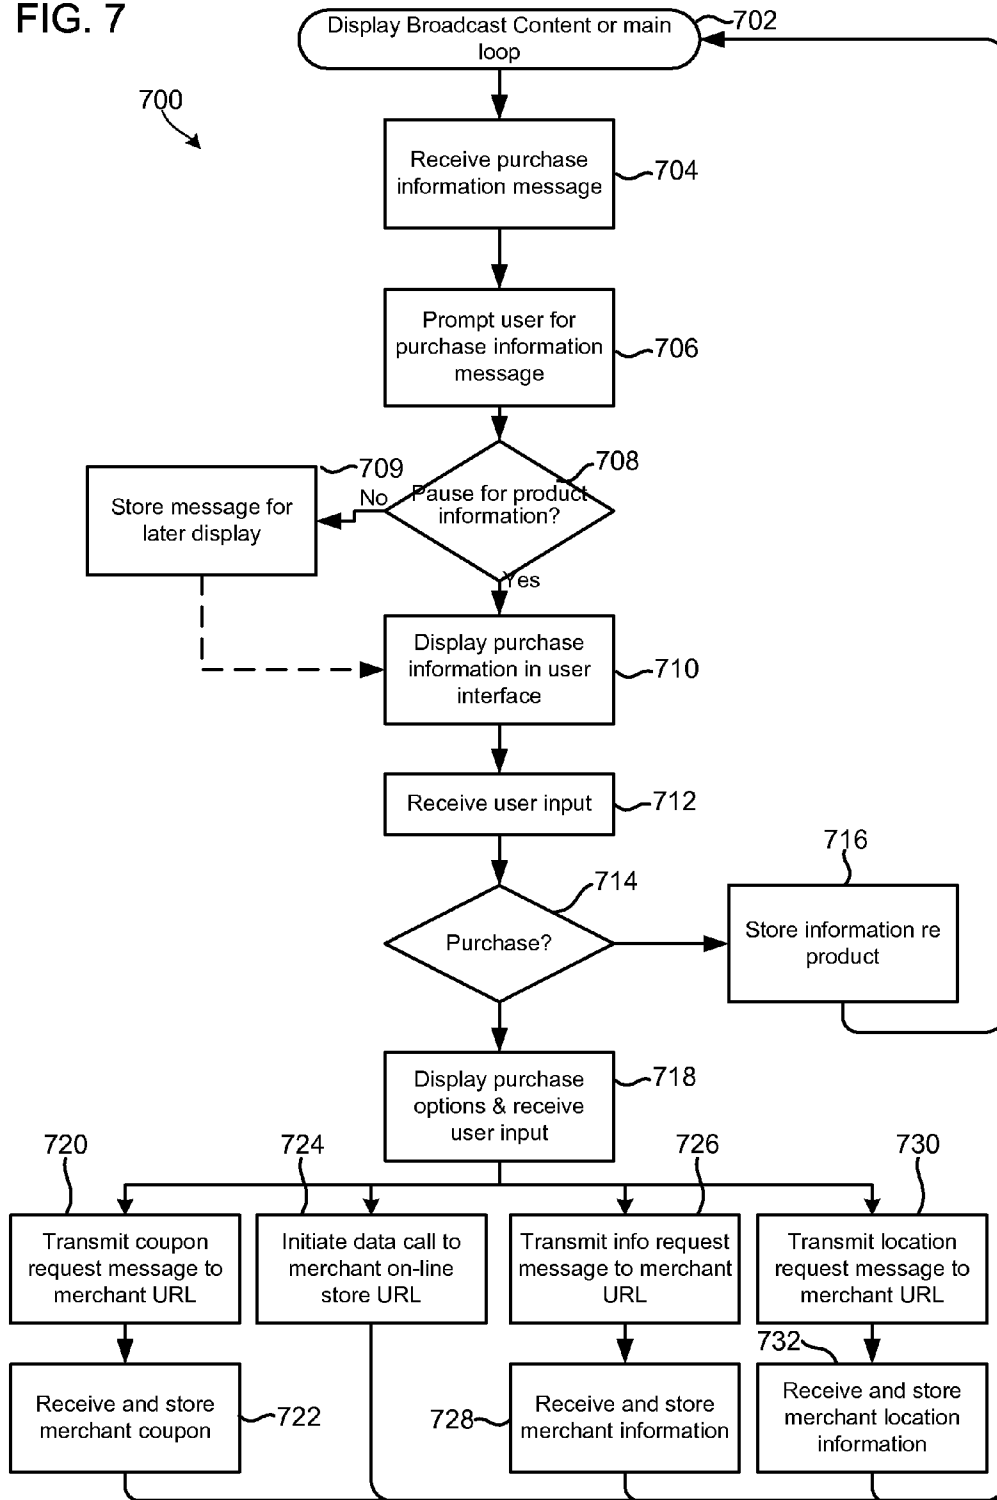 FIG. 7
Display Broadcast Content or main
loop
702
700
Receive purchase
information message
704
Prompt user for
purchase information
message
706
709
708
No
Store message for
later display
Pause for product
information?
Yes
Display purchase
information in user
interface
710
Receive user input
712
716
714
Purchase?
Store information re
product
Display purchase
options & receive
user input
718
720
724
726
730
Transmit coupon
request message to
merchant URL
Initiate data call to
merchant on-line
store URL
Transmit info request
message to merchant
URL
Transmit location
request message to
merchant URL
732
Receive and store
merchant coupon
722
728
Receive and store
merchant information
Receive and store
merchant location
information